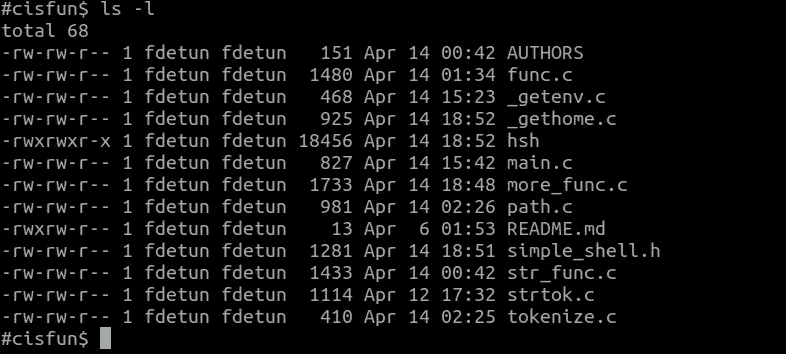 #cisfun$ ls -l
total 68
-rw-rw-r-- 1 fdetun fdetun   151 Apr 14 00:42 AUTHORS
-rw-rw-r-- 1 fdetun fdetun  1480 Apr 14 01:34 func.c
-rw-rw-r-- 1 fdetun fdetun   468 Apr 14 15:23 _getenv.c
-rw-rw-r-- 1 fdetun fdetun   925 Apr 14 18:52 _gethome.c
-rwxrwxr-x 1 fdetun fdetun 18456 Apr 14 18:52 hsh
-rw-rw-r-- 1 fdetun fdetun   827 Apr 14 15:42 main.c
-rw-rw-r-- 1 fdetun fdetun  1733 Apr 14 18:48 more_func.c
-rw-rw-r-- 1 fdetun fdetun   981 Apr 14 02:26 path.c
-rwxrw-r-- 1 fdetun fdetun    13 Apr  6 01:53 README.md
-rw-rw-r-- 1 fdetun fdetun  1281 Apr 14 18:51 simple_shell.h
-rw-rw-r-- 1 fdetun fdetun  1433 Apr 14 00:42 str_func.c
-rw-rw-r-- 1 fdetun fdetun  1114 Apr 12 17:32 strtok.c
-rw-rw-r-- 1 fdetun fdetun   410 Apr 14 02:25 tokenize.c
#cisfun$